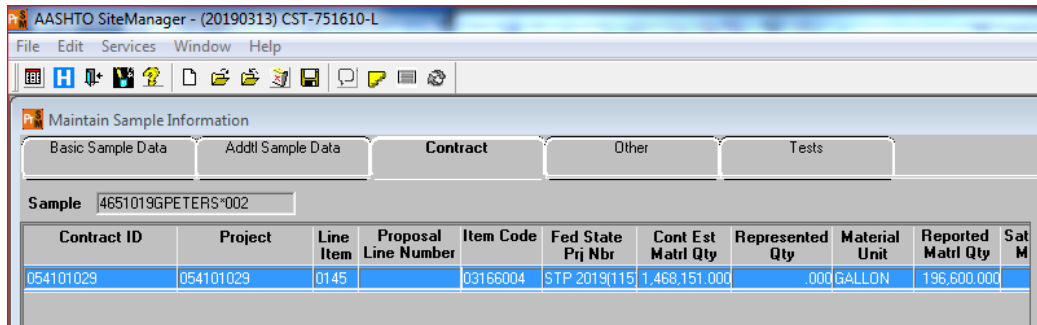 AASHTO SiteManager - (20190313) CST-751610-L
File Edit Services Window Help
Maintain Sample Information
Basic Sample Data Addtl Sample Data Contract Other Tests
Sample 4651019GPETERS*002
Contract ID Project Line Item Proposal Line Number Item Code Fed State Prj Nbr Cont Est Matrl Qty Represented Qty Material Unit Reported Matrl Qty Sat M
054101029 054101029 0145 03166004 STP 2019(115) 1,468,151.000 .000 GALLON 196,600.000